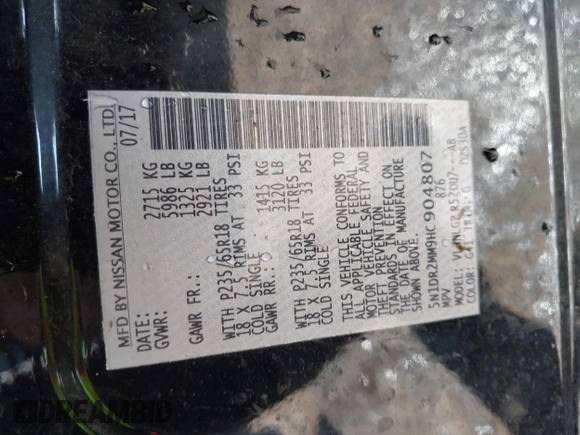 MFD BY NISSAN MOTOR CO., LTD.
DATE: 07/17
GVWR: 2715 KG
5986 LB
GAWR FR.: 1325 KG
2921 LB
WITH P235/65R18 TIRES
18 X 7.5 RIMS AT 33 PSI
COLD SINGLE
GAWR RR.: 1415 KG
3120 LB
WITH P235/65R18 TIRES
18 X 7.5 RIMS AT 33 PSI
COLD SINGLE
THIS VEHICLE CONFORMS TO
ALL APPLICABLE FEDERAL
MOTOR VEHICLE SAFETY AND
THEFT PREVENTION
STANDARDS IN EFFECT ON
THE DATE OF MANUFACTURE
SHOWN ABOVE.
5N1DR2MM9HC904807
MPV 876
MODEL:
COLOR:
DREAMBID